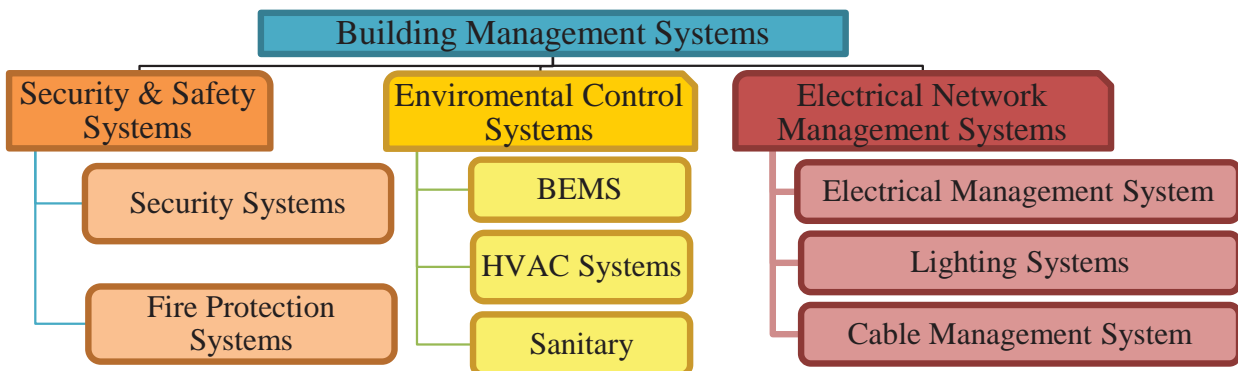 Building Management Systems
Security & Safety
Systems
Security Systems
Fire Protection
Systems
Enviromental Control
Systems
BEMS
HVAC Systems
Sanitary
Electrical Network
Management Systems
Electrical Management System
Lighting Systems
Cable Management System